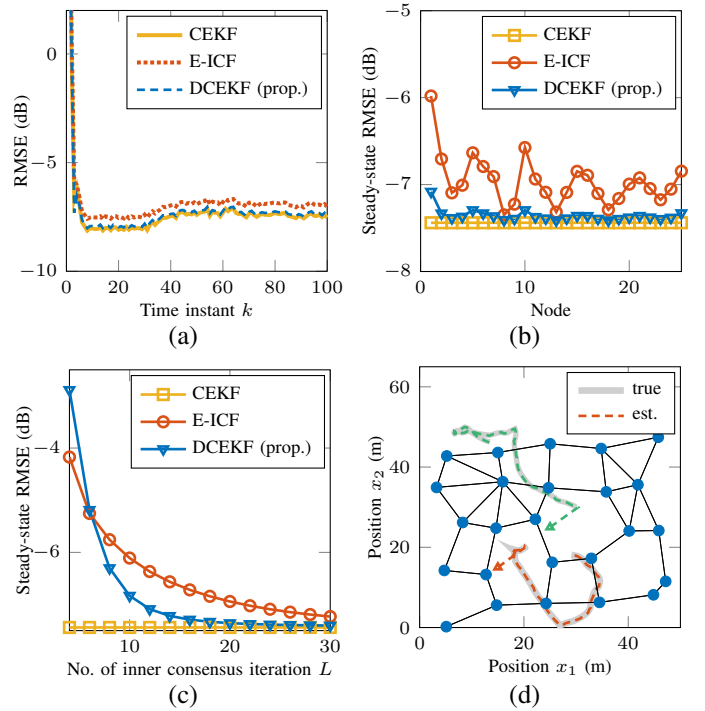 CEKF
E-ICF
DCEKF (prop.)
0
−5
−10
RMSE (dB)
0 20 40 60 80 100
Time instant k
(a)
CEKF
E-ICF
DCEKF (prop.)
−5
−6
−7
−8
Steady-state RMSE (dB)
0 10 20
Node
(b)
CEKF
E-ICF
DCEKF (prop.)
−4
−6
Steady-state RMSE (dB)
10 20 30
No. of inner consensus iteration L
(c)
true
est.
60
40
20
0
Position x₂ (m)
0 20 40
Position x₁ (m)
(d)